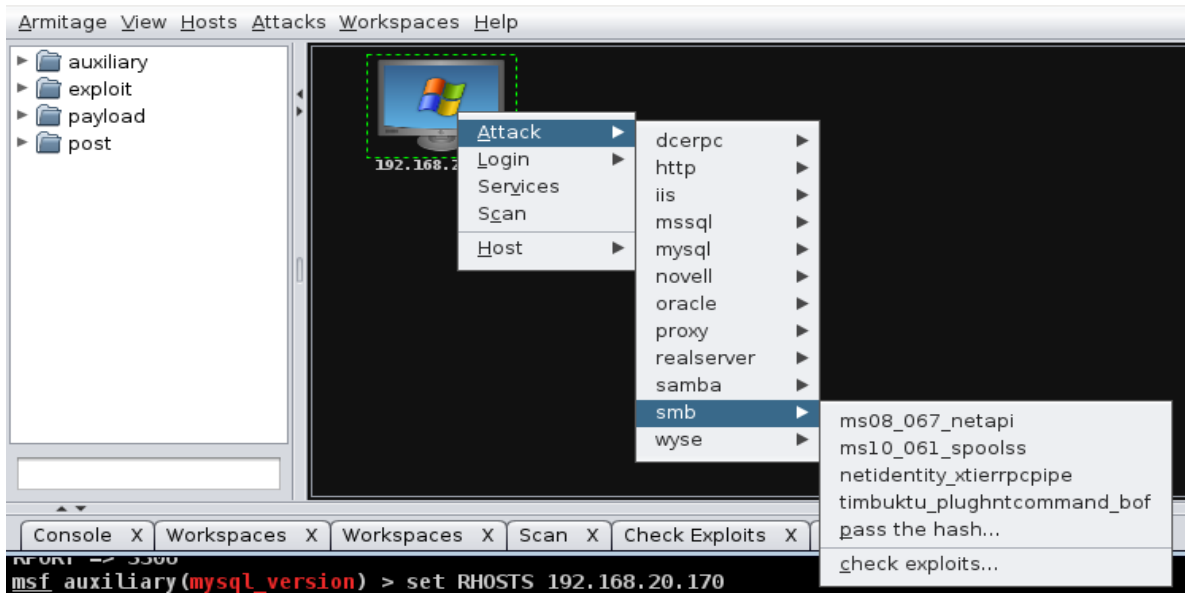 Armitage View Hosts Attacks Workspaces Help
auxiliary
exploit
payload
post
192.168.2
Attack
Login
Services
Scan
Host
dcerpc
http
iis
mssql
mysql
novell
oracle
proxy
realserver
samba
smb
wyse
ms08_067_netapi
ms10_061_spoolss
netidentity_xtierrpcpipe
timbuktu_plughntcommand_bof
pass the hash...
check exploits...
Console X Workspaces X Workspaces X Scan X Check Exploits X
RPORT => 3306
msf auxiliary(mysql_version) > set RHOSTS 192.168.20.170